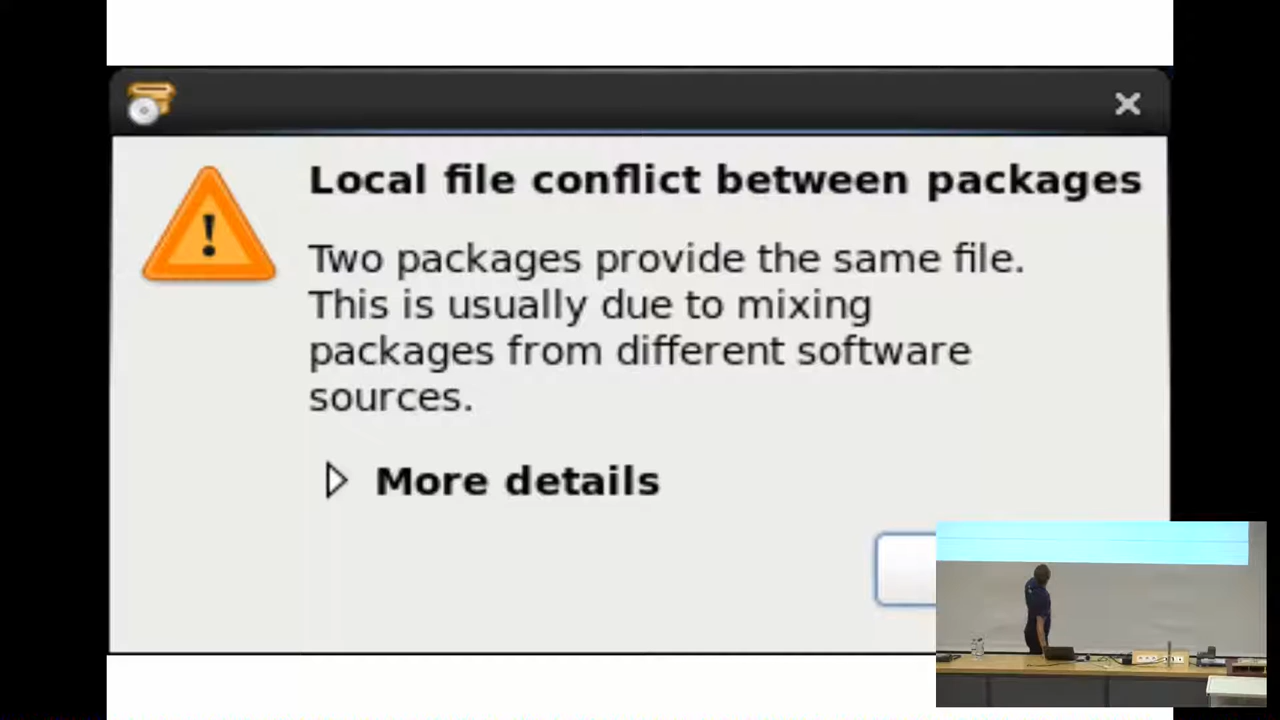 Local file conflict between packages
Two packages provide the same file.
This is usually due to mixing
packages from different software
sources.
More details